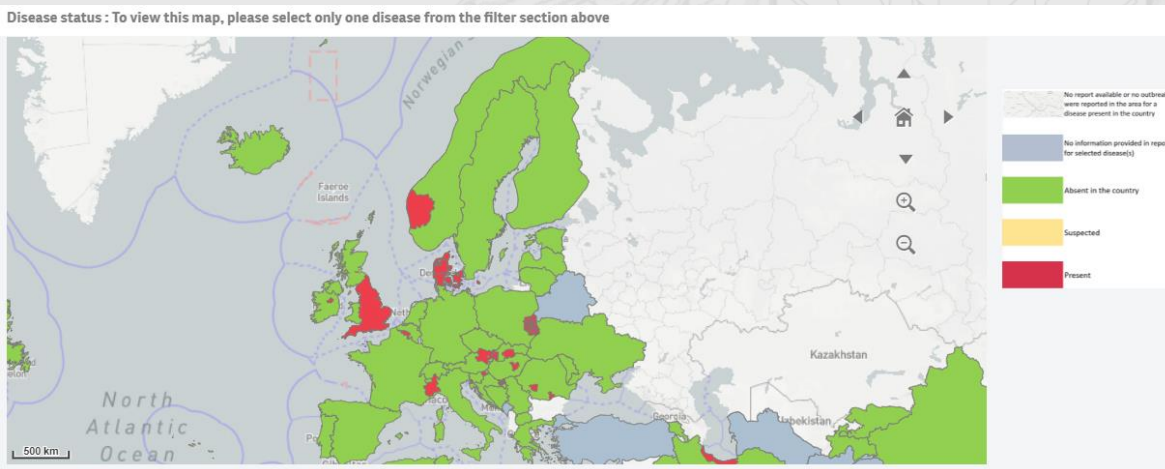 Disease status : To view this map, please select only one disease from the filter section above
Norwegian
Faeroe
Islands
Kazakhstan
Georgia
North
Atlantic
Ocean
500 km
No report available or no outbrea
were reported in the area for a
disease present in the country
No information provided in repo
for selected disease(s)
Absent in the country
Suspected
Present